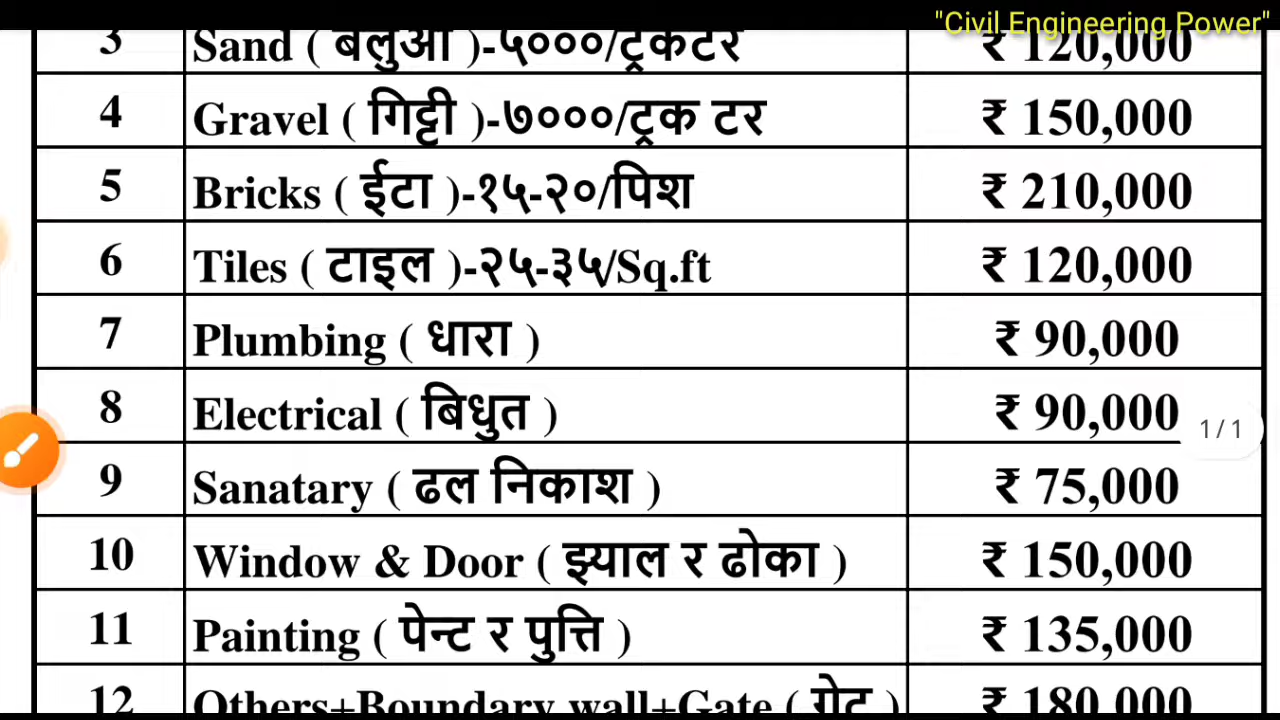 "Civil Engineering Power"
3 Sand ( बलुआ )-५०००/ट्रकटर ₹ 120,000
4 Gravel ( गिट्टी )-७०००/ट्रक टर ₹ 150,000
5 Bricks ( ईटा )-१५-२०/पिश ₹ 210,000
6 Tiles ( टाइल )-२५-३५/Sq.ft ₹ 120,000
7 Plumbing ( धारा ) ₹ 90,000
8 Electrical ( बिधुत ) ₹ 90,000
1 / 1
9 Sanatary ( ढल निकाश ) ₹ 75,000
10 Window & Door ( झ्याल र ढोका ) ₹ 150,000
11 Painting ( पेन्ट र पुत्ति ) ₹ 135,000
12 Others+Boundary wall+Gate ( गेट ) ₹ 180,000